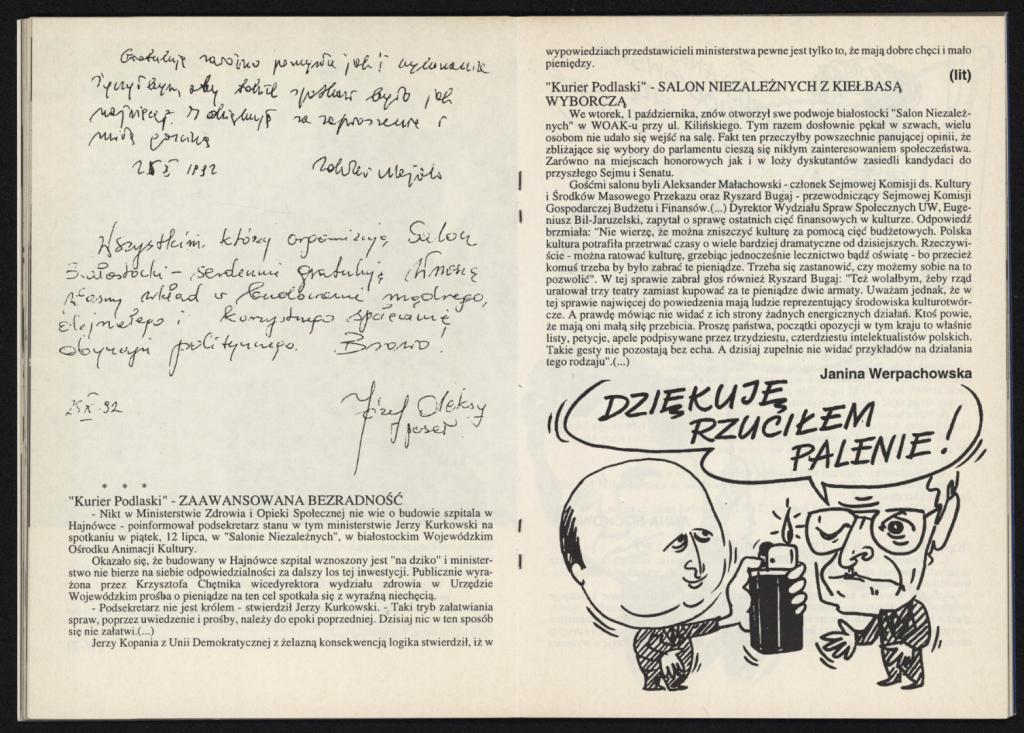 Gratuluję zarówno pomysłu jak i wykonania
Życzyłbym, aby takich spotkań było jak
najwięcej. Dziękuję za zaproszenie i
miłą gościnę
25 X 1992
Wszystkim, którzy organizują Salon
Białostocki - serdecznie gratuluję. Wnoszą
własny wkład w budowanie mądrego,
i korzystnego
obyczaju politycznego. Brawo!
25 X. 92
Józef Oleksy
poseł
* * *
"Kurier Podlaski" - ZAAWANSOWANA BEZRADNOŚĆ
- Nikt w Ministerstwie Zdrowia i Opieki Społecznej nie wie o budowie szpitala w
Hajnówce - poinformował podsekretarz stanu w tym ministerstwie Jerzy Kurkowski na
spotkaniu w piątek, 12 lipca, w "Salonie Niezależnych", w białostockim Wojewódzkim
Ośrodku Animacji Kultury.
Okazało się, że budowany w Hajnówce szpital wznoszony jest "na dziko" i minister-
stwo nie bierze na siebie odpowiedzialności za dalszy los tej inwestycji. Publicznie wyra-
żona przez Krzysztofa Chętnika wicedyrektora wydziału zdrowia w Urzędzie
Wojewódzkim prośba o pieniądze na ten cel spotkała się z wyraźną niechęcią.
- Podsekretarz nie jest królem - stwierdził Jerzy Kurkowski. - Taki tryb załatwiania
spraw, poprzez uwiedzenie i prośby, należy do epoki poprzedniej. Dzisiaj nic w ten sposób
się nie załatwi.(...)
Jerzy Kopania z Unii Demokratycznej z żelazną konsekwencją logika stwierdził, iż w
wypowiedziach przedstawicieli ministerstwa pewne jest tylko to, że mają dobre chęci i mało
pieniędzy.
(lit)
"Kurier Podlaski" - SALON NIEZALEŻNYCH Z KIEŁBASĄ
WYBORCZĄ
We wtorek, 1 października, znów otworzył swe podwoje białostocki "Salon Niezależ-
nych" w WOAK-u przy ul. Kilińskiego. Tym razem dosłownie pękał w szwach, wielu
osobom nie udało się wejść na salę. Fakt ten przeczyłby powszechnie panującej opinii, że
zbliżające się wybory do parlamentu cieszą się nikłym zainteresowaniem społeczeństwa.
Zarówno na miejscach honorowych jak i w loży dyskutantów zasiedli kandydaci do
przyszłego Sejmu i Senatu.
Gośćmi salonu byli Aleksander Małachowski - członek Sejmowej Komisji ds. Kultury
i Środków Masowego Przekazu oraz Ryszard Bugaj - przewodniczący Sejmowej Komisji
Gospodarczej Budżetu i Finansów.(...) Dyrektor Wydziału Spraw Społecznych UW, Euge-
niusz Bil-Jaruzelski, zapytał o sprawę ostatnich cięć finansowych w kulturze. Odpowiedź
brzmiała: "Nie wierzę, że można zniszczyć kulturę za pomocą cięć budżetowych. Polska
kultura potrafiła przetrwać czasy o wiele bardziej dramatyczne od dzisiejszych. Rzeczywi-
ście - można ratować kulturę, grzebiąc jednocześnie lecznictwo bądź oświatę - bo przecież
komuś trzeba by było zabrać te pieniądze. Trzeba się zastanowić, czy możemy sobie na to
pozwolić". W tej sprawie zabrał głos również Ryszard Bugaj: "Też wolałbym, żeby rząd
uratował trzy teatry zamiast kupować za te pieniądze dwie armaty. Uważam jednak, że w
tej sprawie najwięcej do powiedzenia mają ludzie reprezentujący środowiska kulturotwór-
cze. A prawdę mówiąc nie widać z ich strony żadnych energicznych działań. Ktoś powie,
że mają oni małą siłę przebicia. Proszę państwa, początki opozycji w tym kraju to właśnie
listy, petycje, apele podpisywane przez trzydziestu, czterdziestu intelektualistów polskich.
Takie gesty nie pozostają bez echa. A dzisiaj zupełnie nie widać przykładów na działania
tego rodzaju".(...)
Janina Werpachowska
DZIĘKUJĘ
RZUCIŁEM
PALENIE!